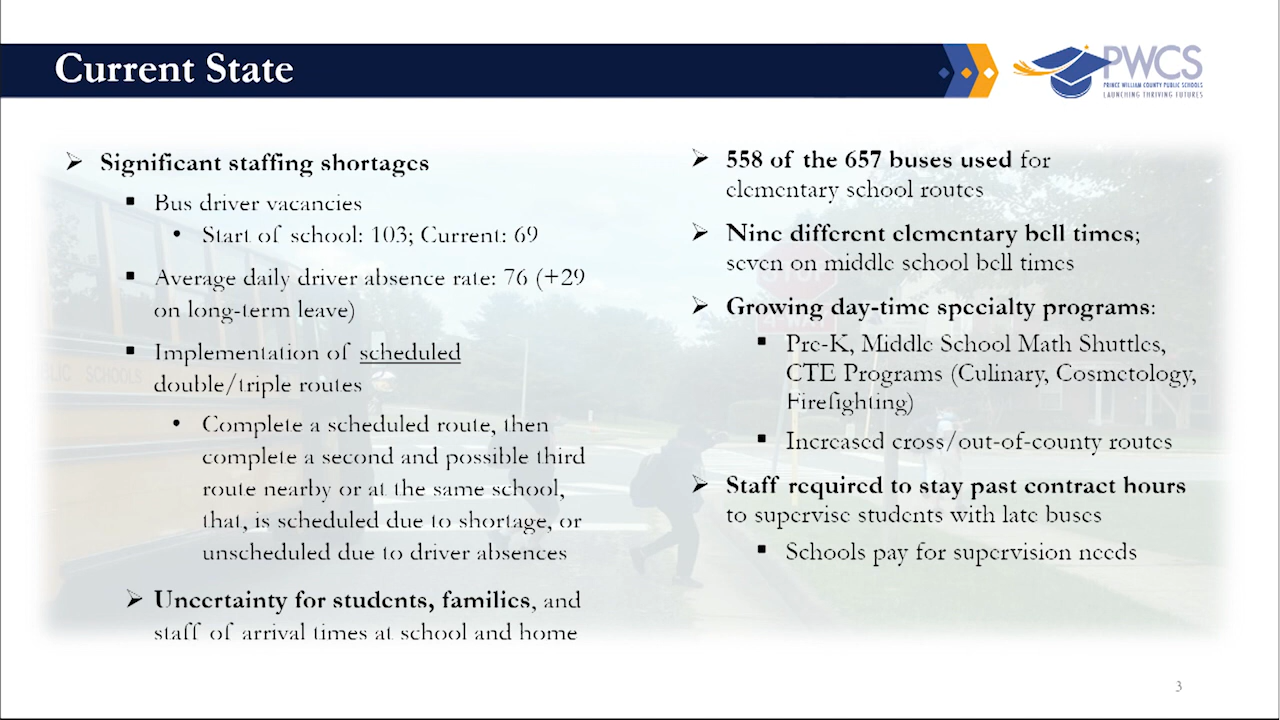 Current State
PWCS
PRINCE WILLIAM COUNTY PUBLIC SCHOOLS
LAUNCHING THRIVING FUTURES
Significant staffing shortages
Bus driver vacancies
Start of school: 103; Current: 69
Average daily driver absence rate: 76 (+29
on long-term leave)
Implementation of scheduled
double/triple routes
Complete a scheduled route, then
complete a second and possible third
route nearby or at the same school,
that, is scheduled due to shortage, or
unscheduled due to driver absences
Uncertainty for students, families, and
staff of arrival times at school and home
558 of the 657 buses used for
elementary school routes
Nine different elementary bell times;
seven on middle school bell times
Growing day-time specialty programs:
Pre-K, Middle School Math Shuttles,
CTE Programs (Culinary, Cosmetology,
Firefighting)
Increased cross/out-of-county routes
Staff required to stay past contract hours
to supervise students with late buses
Schools pay for supervision needs
3